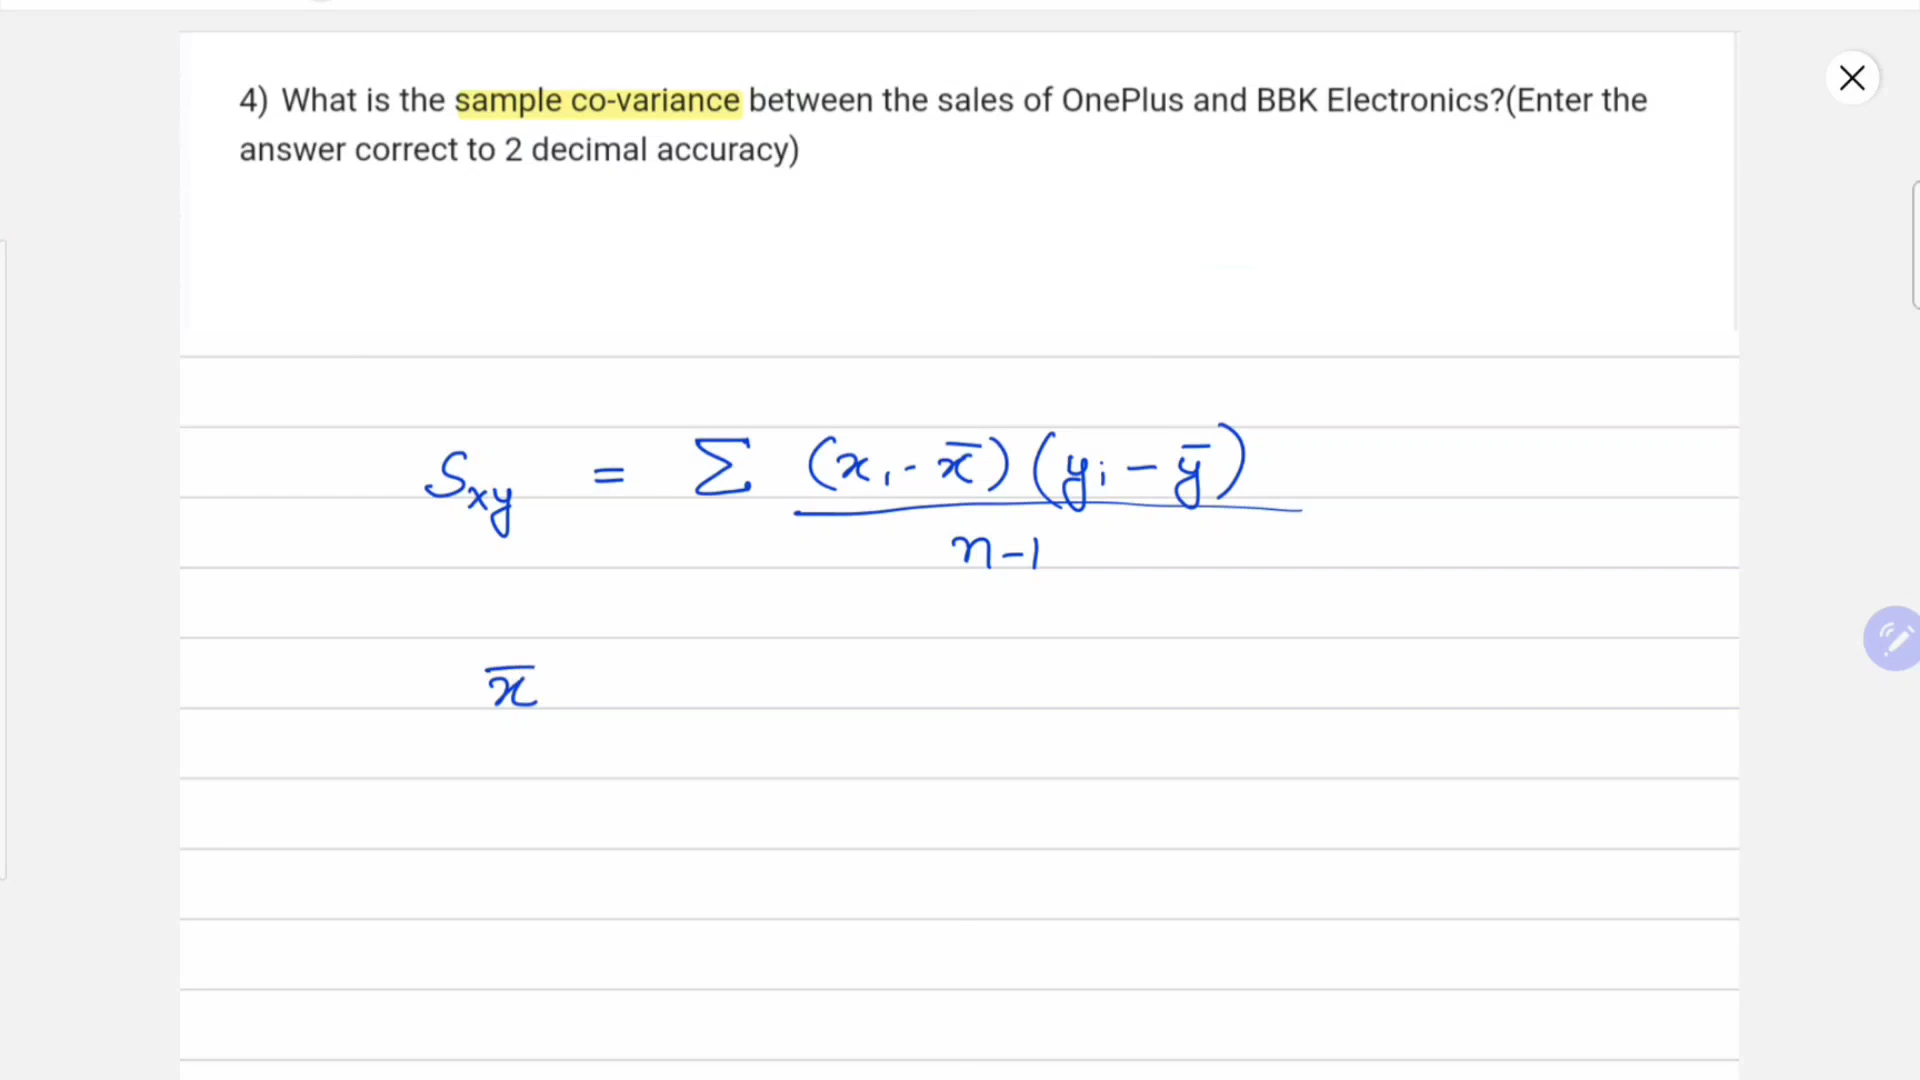 4) What is the sample co-variance between the sales of OnePlus and BBK Electronics?(Enter the
answer correct to 2 decimal accuracy)
Sxy = Σ (xi - x̄)(yi - ȳ)
n-1
x̄